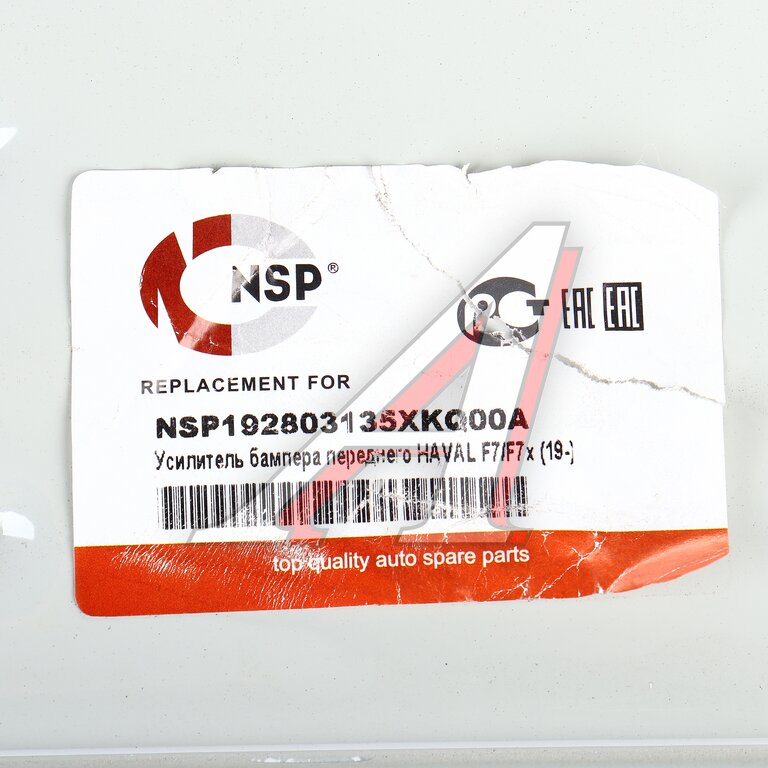 NSP®
EAC EAC
REPLACEMENT FOR
NSP192803135XKQ00A
Усилитель бампера переднего HAVAL F7/F7x (19-)
top quality auto spare parts